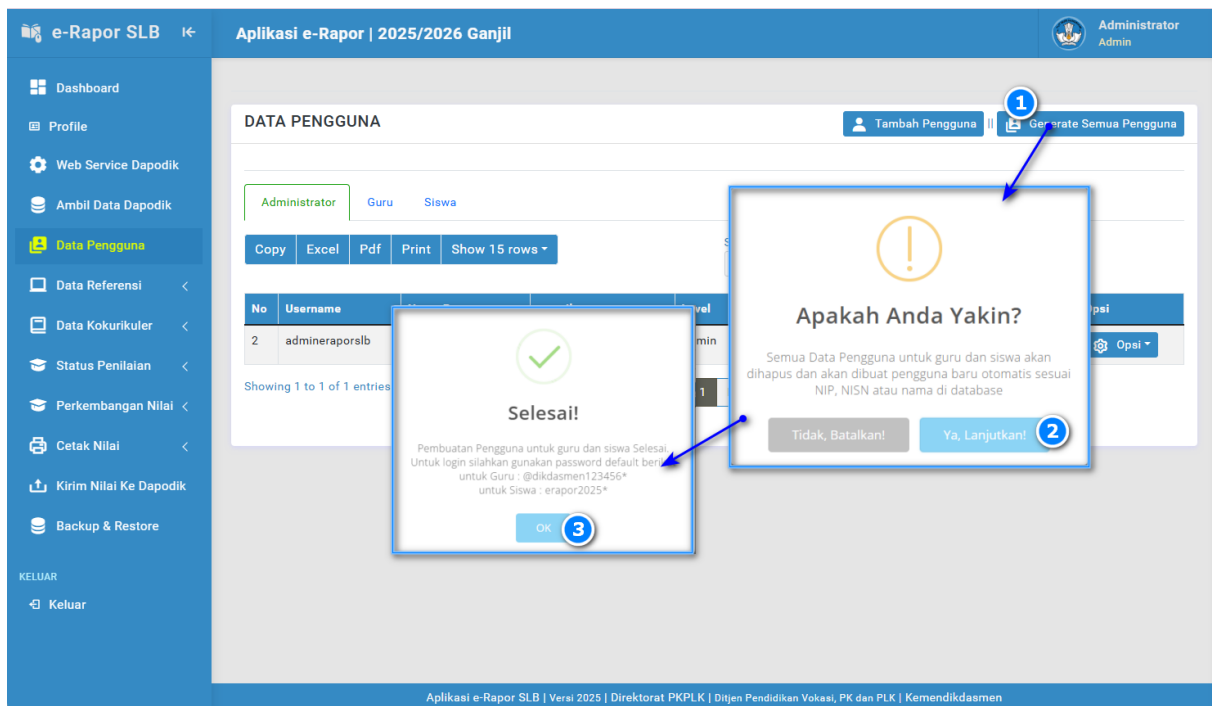 e-Rapor SLB
Aplikasi e-Rapor | 2025/2026 Ganjil
Administrator
Admin
Dashboard
Profile
Web Service Dapodik
Ambil Data Dapodik
Data Pengguna
Data Referensi
Data Kokurikuler
Status Penilaian
Perkembangan Nilai
Cetak Nilai
Kirim Nilai Ke Dapodik
Backup & Restore
KELUAR
Keluar
DATA PENGGUNA
Tambah Pengguna || Generate Semua Pengguna
1
Administrator Guru Siswa
Copy Excel Pdf Print Show 15 rows
No Username
2 admineraporslb
Opsi
Showing 1 to 1 of 1 entries
1
Apakah Anda Yakin?
Semua Data Pengguna untuk guru dan siswa akan
dihapus dan akan dibuat pengguna baru otomatis sesuai
NIP, NISN atau nama di database
Tidak, Batalkan! Ya, Lanjutkan! 2
Selesai!
Pembuatan Pengguna untuk guru dan siswa Selesai.
Untuk login silahkan gunakan password default
untuk Guru : @dikdasmen123456*
untuk Siswa : erapor2025*
OK 3
Aplikasi e-Rapor SLB | Versi 2025 | Direktorat PKPLK | Ditjen Pendidikan Vokasi, PK dan PLK | Kemendikdasmen